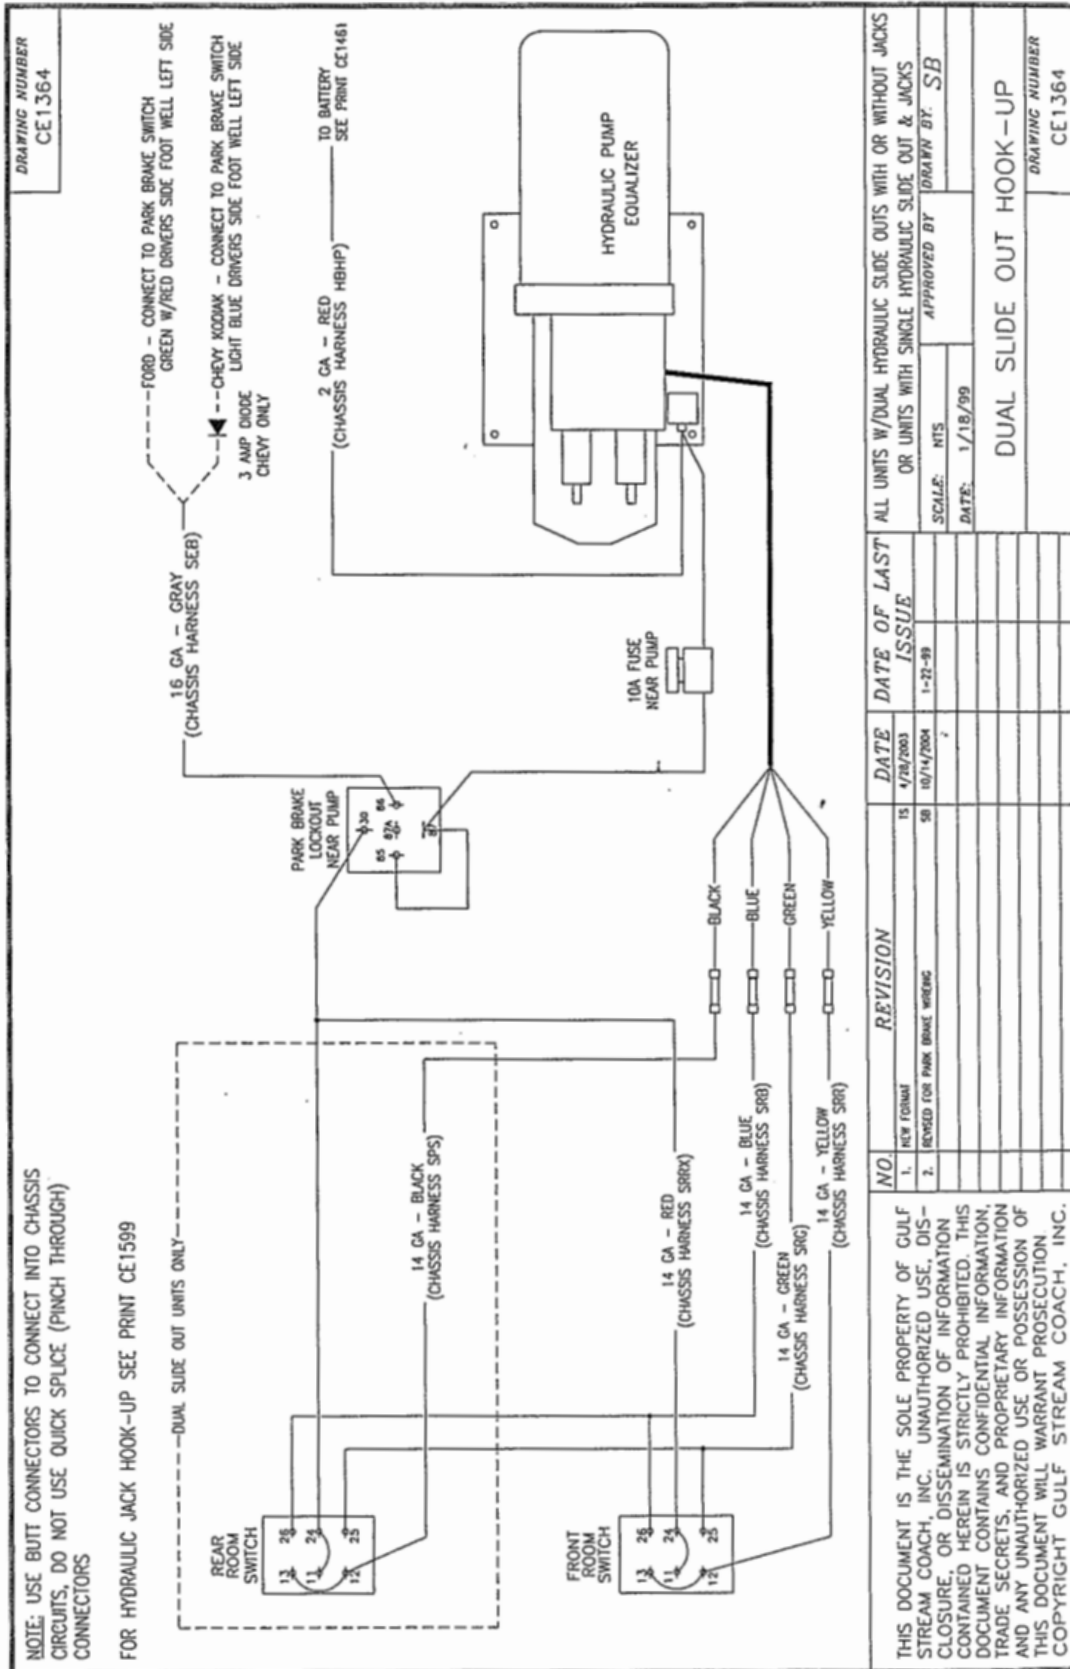 DRAWING NUMBER
CE1364
NOTE: USE BUTT CONNECTORS TO CONNECT INTO CHASSIS
CIRCUITS, DO NOT USE QUICK SPLICE (PINCH THROUGH)
CONNECTORS
FOR HYDRAULIC JACK HOOK-UP SEE PRINT CE1599
FORD - CONNECT TO PARK BRAKE SWITCH
GREEN W/RED DRIVERS SIDE FOOT WELL LEFT SIDE
CHEVY KODIAK - CONNECT TO PARK BRAKE SWITCH
LIGHT BLUE DRIVERS SIDE FOOT WELL LEFT SIDE
3 AMP DIODE
CHEVY ONLY
16 GA - GRAY
(CHASSIS HARNESS SEB)
2 GA - RED
(CHASSIS HARNESS HBHP)
TO BATTERY
SEE PRINT CE1461
DUAL SLIDE OUT UNITS ONLY
PARK BRAKE
LOCKOUT
NEAR PUMP
30
86
87A
85
87
HYDRAULIC PUMP
EQUALIZER
10A FUSE
NEAR PUMP
REAR
ROOM
SWITCH
13
26
11
24
12
25
14 GA - BLACK
(CHASSIS HARNESS SPS)
FRONT
ROOM
SWITCH
13
26
11
24
12
25
14 GA - RED
(CHASSIS HARNESS SRRX)
14 GA - BLUE
(CHASSIS HARNESS SRB)
14 GA - GREEN
(CHASSIS HARNESS SRG)
14 GA - YELLOW
(CHASSIS HARNESS SRR)
BLACK
BLUE
GREEN
YELLOW
THIS DOCUMENT IS THE SOLE PROPERTY OF GULF
STREAM COACH, INC. UNAUTHORIZED USE, DIS-
CLOSURE, OR DISSEMINATION OF INFORMATION
CONTAINED HEREIN IS STRICTLY PROHIBITED. THIS
DOCUMENT CONTAINS CONFIDENTIAL INFORMATION,
TRADE SECRETS, AND PROPRIETARY INFORMATION
AND ANY UNAUTHORIZED USE OR POSSESSION OF
THIS DOCUMENT WILL WARRANT PROSECUTION.
COPYRIGHT GULF STREAM COACH, INC.
NO. REVISION DATE DATE OF LAST ISSUE
1. NEW FORMAT TS 4/28/2003
2. REVISED FOR PARK BRAKE WIREING SB 10/14/2004 1-22-99
ALL UNITS W/DUAL HYDRAULIC SLIDE OUTS WITH OR WITHOUT JACKS
OR UNITS WITH SINGLE HYDRAULIC SLIDE OUT & JACKS
SCALE: NTS
APPROVED BY
DRAWN BY: SB
DATE: 1/18/99
DUAL SLIDE OUT HOOK-UP
DRAWING NUMBER
CE1364